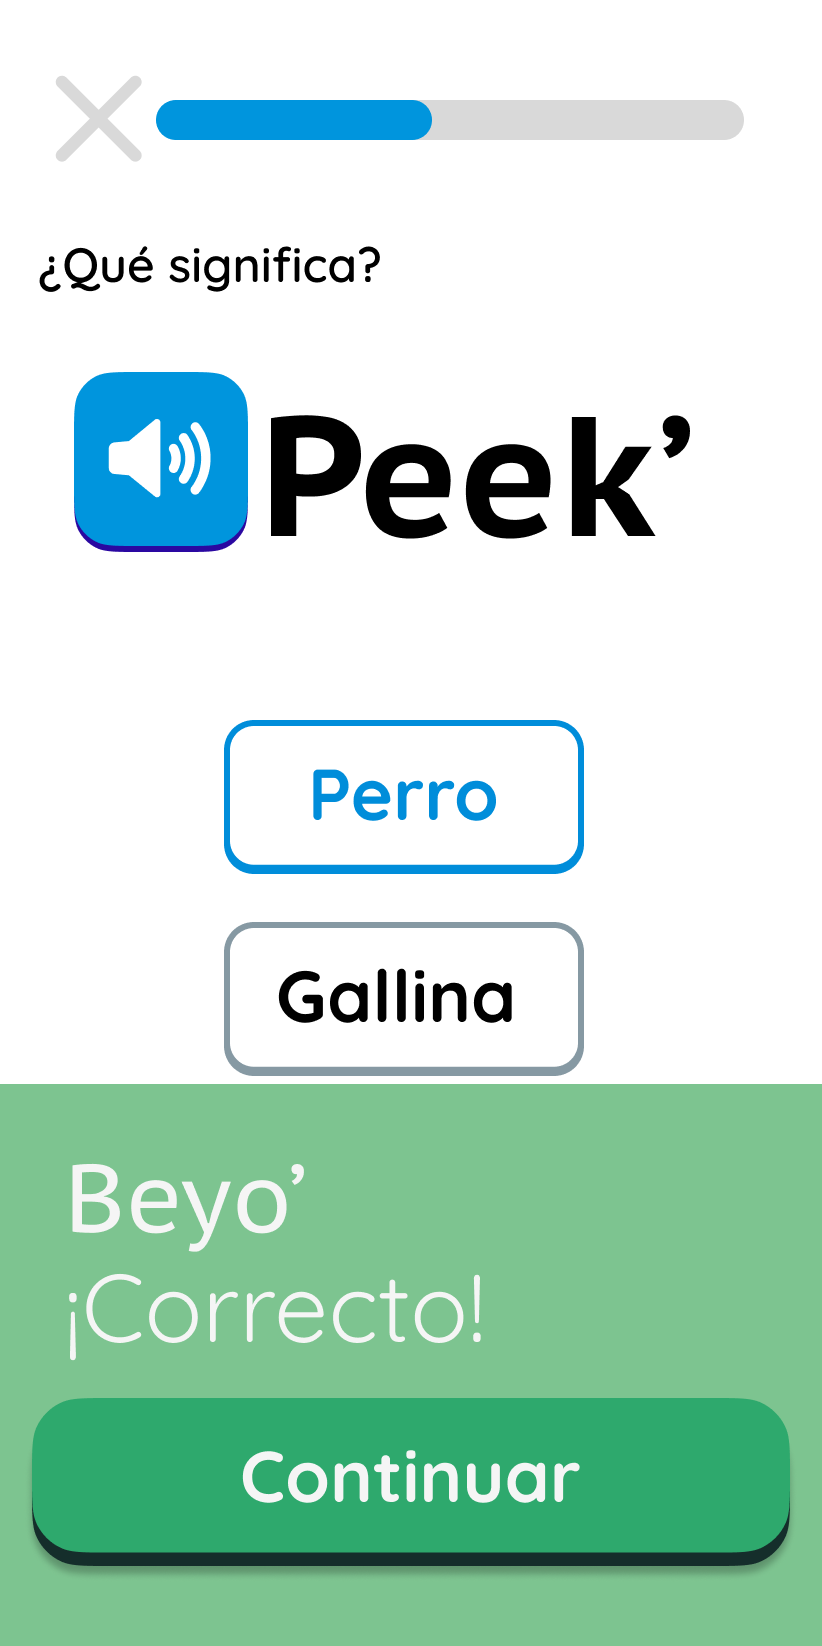 ¿Qué significa?
Peek’
Perro
Gallina
Beyo’
¡Correcto!
Continuar